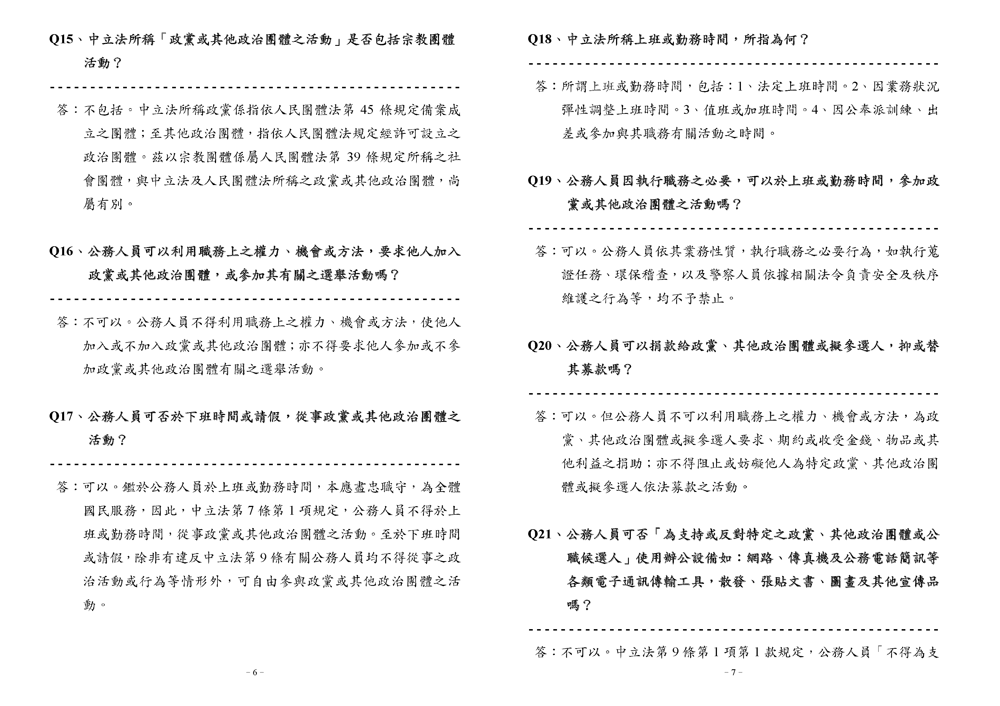 Q15、中立法所稱「政黨或其他政治團體之活動」是否包括宗教團體
活動？
答：不包括。中立法所稱政黨係指依人民團體法第 45 條規定備案成
立之團體；至其他政治團體，指依人民團體法規定經許可設立之
政治團體。茲以宗教團體係屬人民團體法第 39 條規定所稱之社
會團體，與中立法及人民團體法所稱之政黨或其他政治團體，尚
屬有別。
Q16、公務人員可以利用職務上之權力、機會或方法，要求他人加入
政黨或其他政治團體，或參加其有關之選舉活動嗎？
答：不可以。公務人員不得利用職務上之權力、機會或方法，使他人
加入或不加入政黨或其他政治團體；亦不得要求他人參加或不參
加政黨或其他政治團體有關之選舉活動。
Q17、公務人員可否於下班時間或請假，從事政黨或其他政治團體之
活動？
答：可以。鑑於公務人員於上班或勤務時間，本應盡忠職守，為全體
國民服務，因此，中立法第 7 條第 1 項規定，公務人員不得於上
班或勤務時間，從事政黨或其他政治團體之活動。至於下班時間
或請假，除非有違反中立法第 9 條有關公務人員均不得從事之政
治活動或行為等情形外，可自由參與政黨或其他政治團體之活
動。
- 6 -
Q18、中立法所稱上班或勤務時間，所指為何？
答：所謂上班或勤務時間，包括：1、法定上班時間。2、因業務狀況
彈性調整上班時間。3、值班或加班時間。4、因公奉派訓練、出
差或參加與其職務有關活動之時間。
Q19、公務人員因執行職務之必要，可以於上班或勤務時間，參加政
黨或其他政治團體之活動嗎？
答：可以。公務人員依其業務性質，執行職務之必要行為，如執行蒐
證任務、環保稽查，以及警察人員依據相關法令負責安全及秩序
維護之行為等，均不予禁止。
Q20、公務人員可以捐款給政黨、其他政治團體或擬參選人，抑或替
其募款嗎？
答：可以。但公務人員不可以利用職務上之權力、機會或方法，為政
黨、其他政治團體或擬參選人要求、期約或收受金錢、物品或其
他利益之捐助；亦不得阻止或妨礙他人為特定政黨、其他政治團
體或擬參選人依法募款之活動。
Q21、公務人員可否「為支持或反對特定之政黨、其他政治團體或公
職候選人」使用辦公設備如：網路、傳真機及公務電話簡訊等
各類電子通訊傳輸工具，散發、張貼文書、圖畫及其他宣傳品
嗎？
答：不可以。中立法第 9 條第 1 項第 1 款規定，公務人員「不得為支
- 7 -